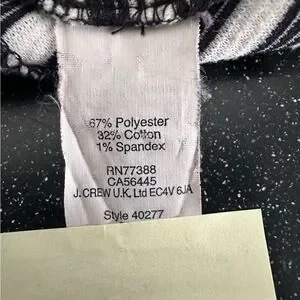 67% Polyester
32% Cotton
1% Spandex
RN77388
CA56445
J. CREW U.K. Ltd EC4V 6JA
Style 40277